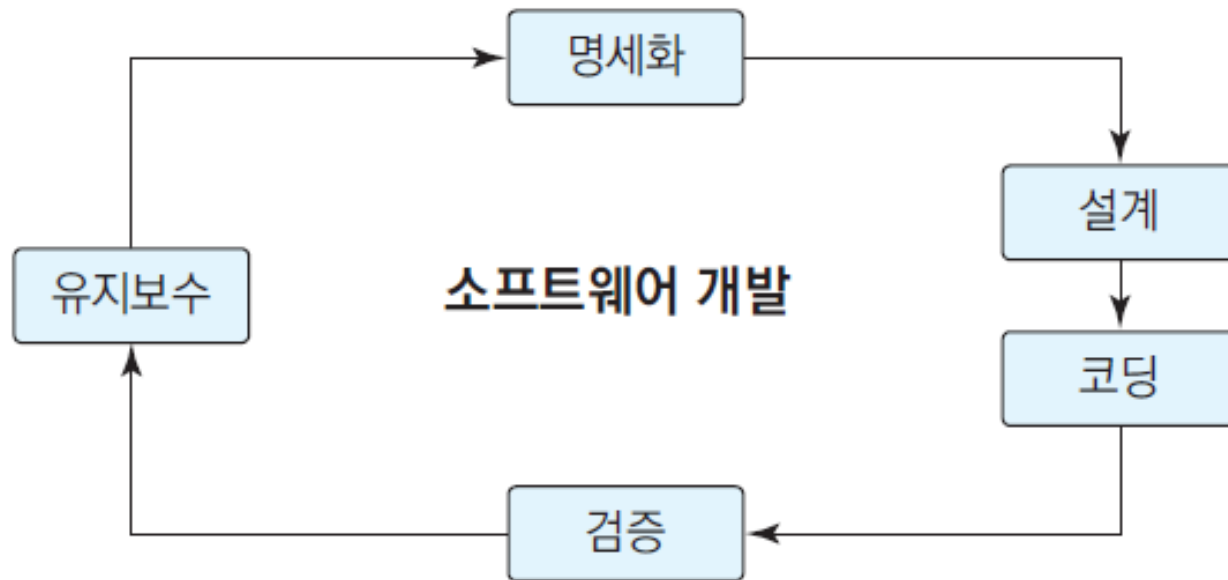 명세화
설계
유지보수
소프트웨어 개발
코딩
검증